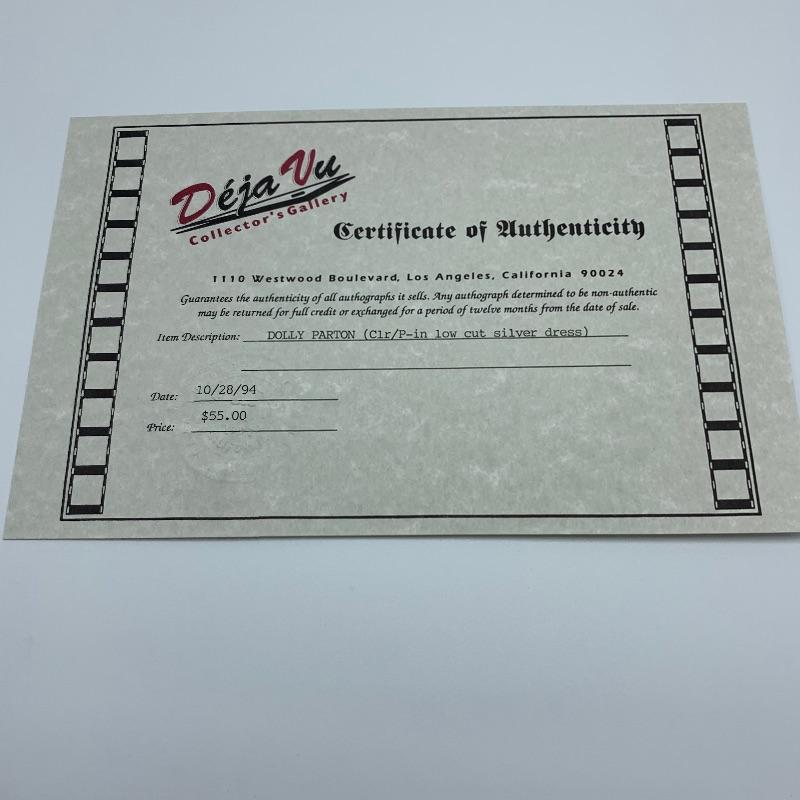 Déja Vu
Collector's Gallery
Certificate of Authenticity
1110 Westwood Boulevard, Los Angeles, California 90024
Guarantees the authenticity of all autographs it sells. Any autograph determined to be non-authentic
may be returned for full credit or exchanged for a period of twelve months from the date of sale.
Item Description: DOLLY PARTON (Clr/P-in low cut silver dress)
Date: 10/28/94
Price: $55.00